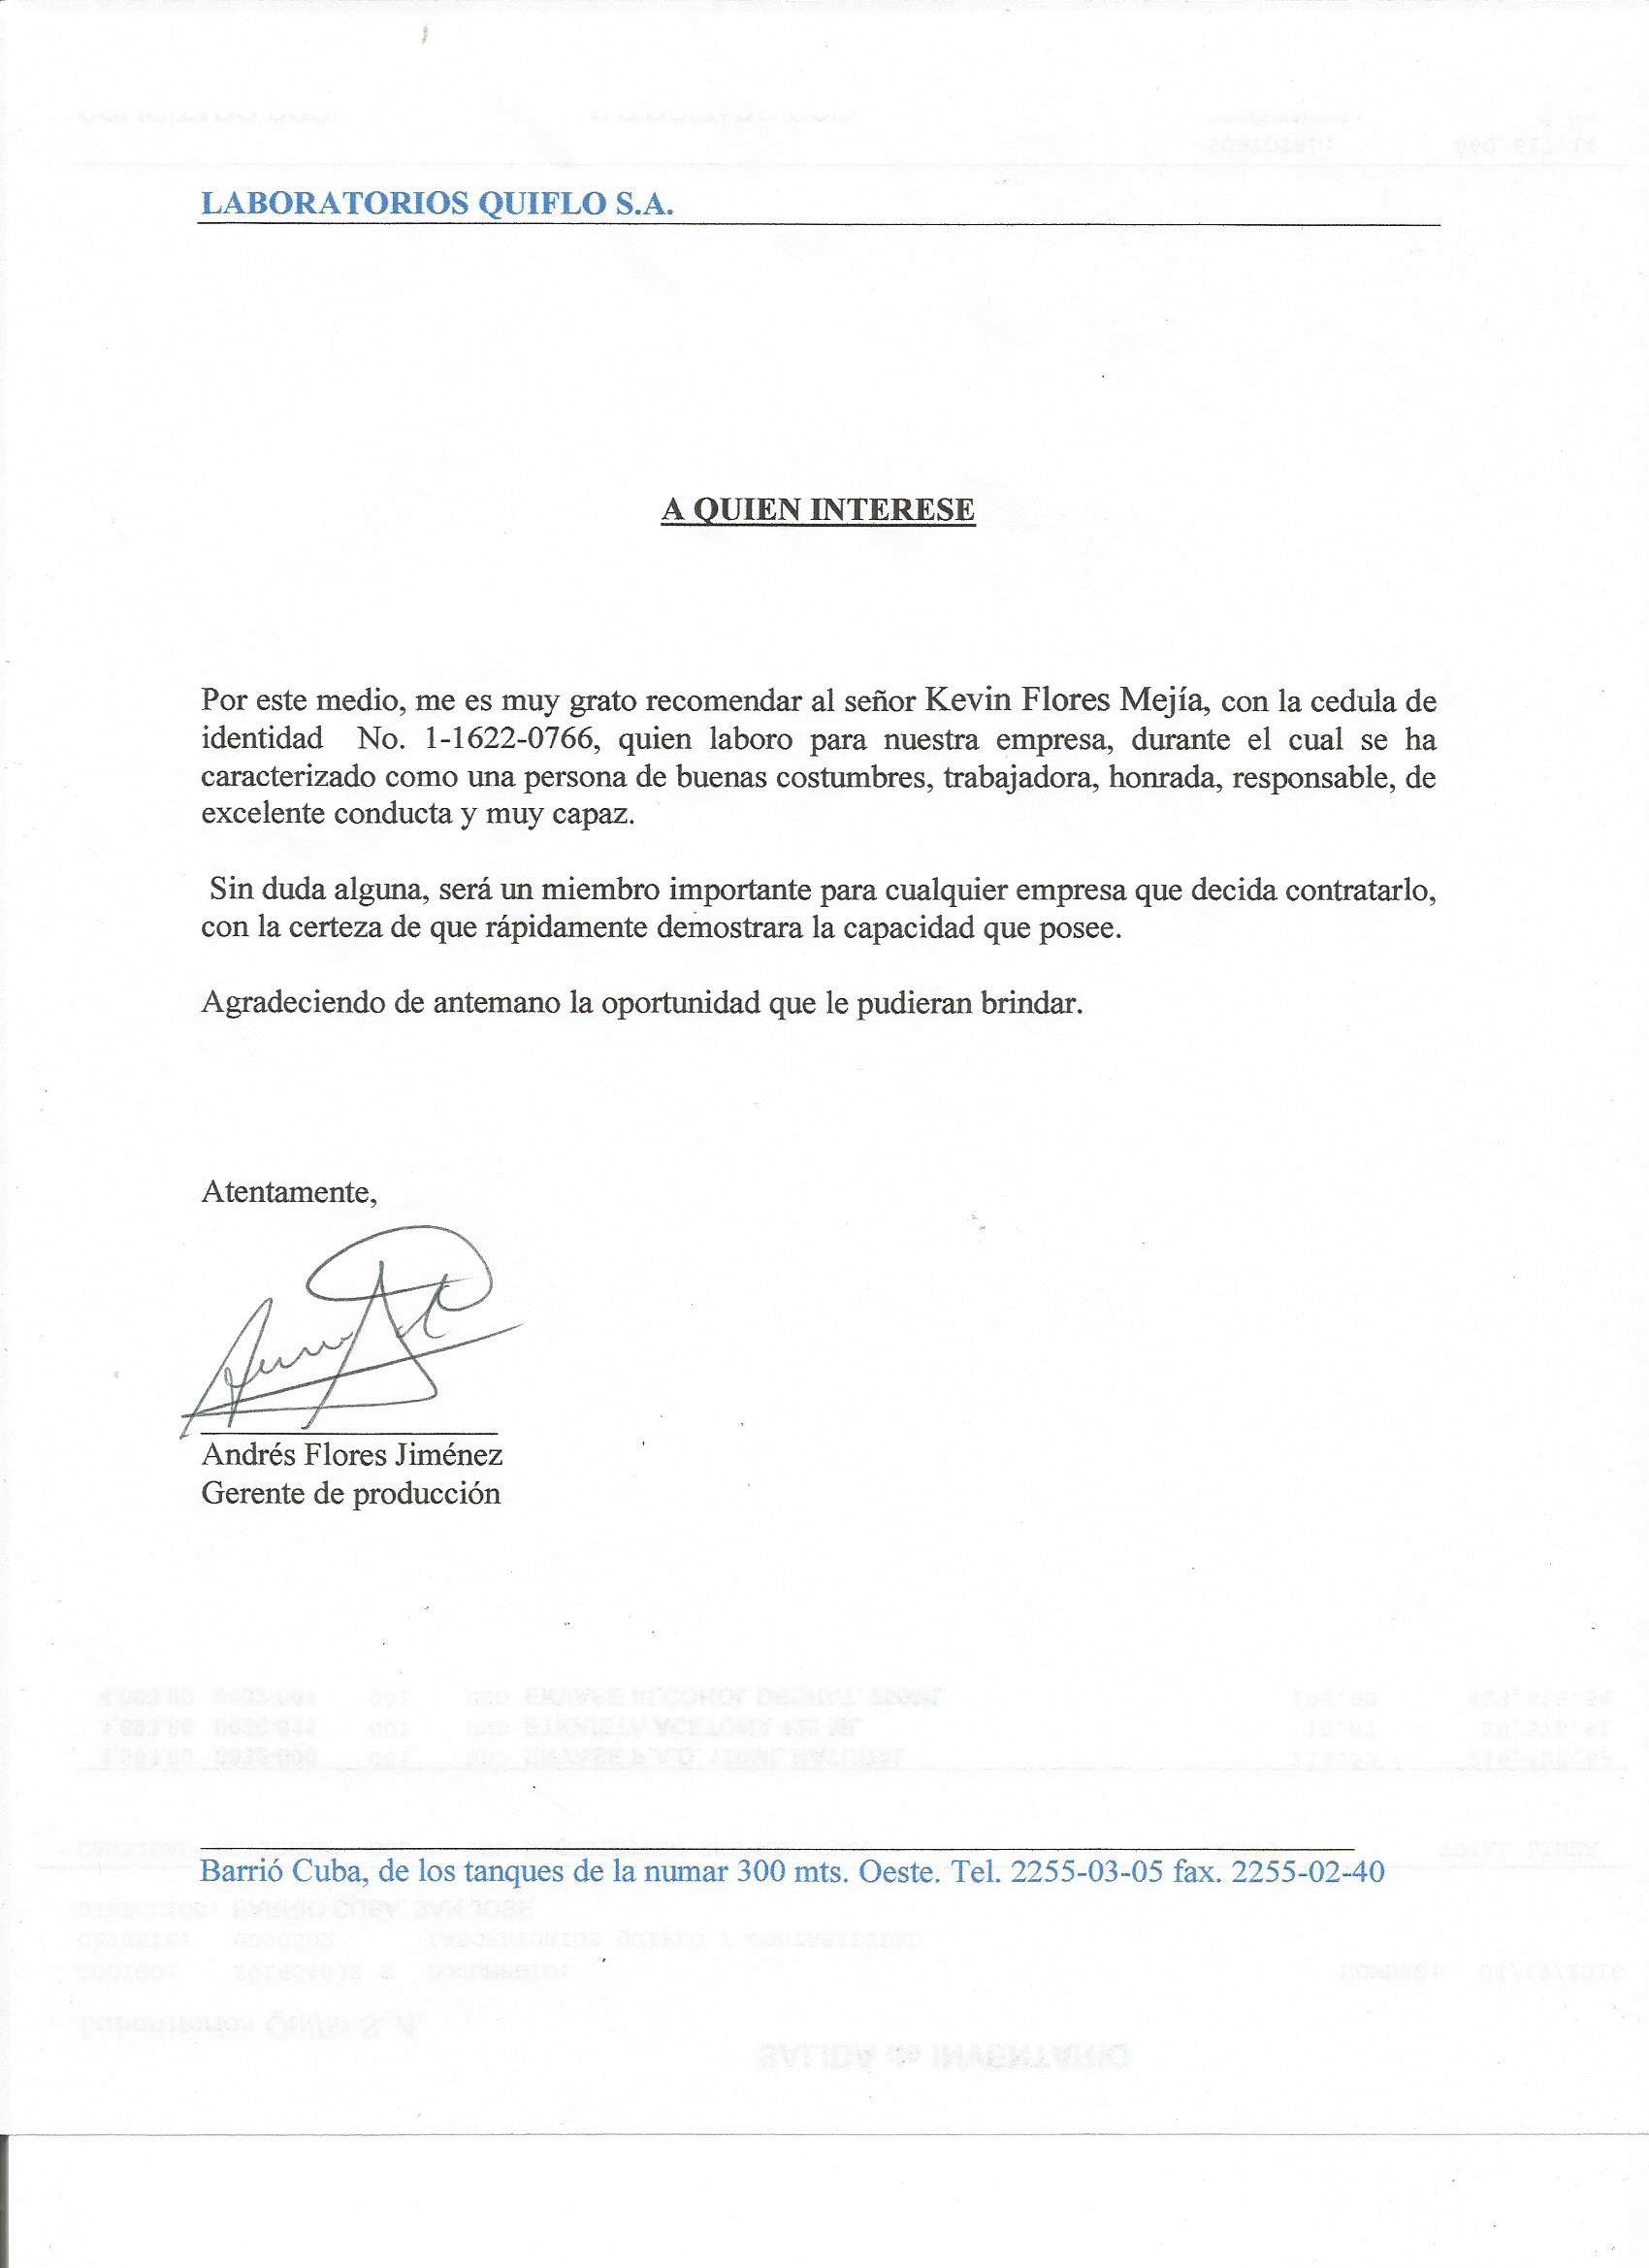 LABORATORIOS QUIFLO S.A.
A QUIEN INTERESE
Por este medio, me es muy grato recomendar al señor Kevin Flores Mejía, con la cedula de
identidad No. 1-1622-0766, quien laboro para nuestra empresa, durante el cual se ha
caracterizado como una persona de buenas costumbres, trabajadora, honrada, responsable, de
excelente conducta y muy capaz.
Sin duda alguna, será un miembro importante para cualquier empresa que decida contratarlo,
con la certeza de que rápidamente demostrara la capacidad que posee.
Agradeciendo de antemano la oportunidad que le pudieran brindar.
Atentamente,
Andrés Flores Jiménez
Gerente de producción
Barrió Cuba, de los tanques de la numar 300 mts. Oeste. Tel. 2255-03-05 fax. 2255-02-40